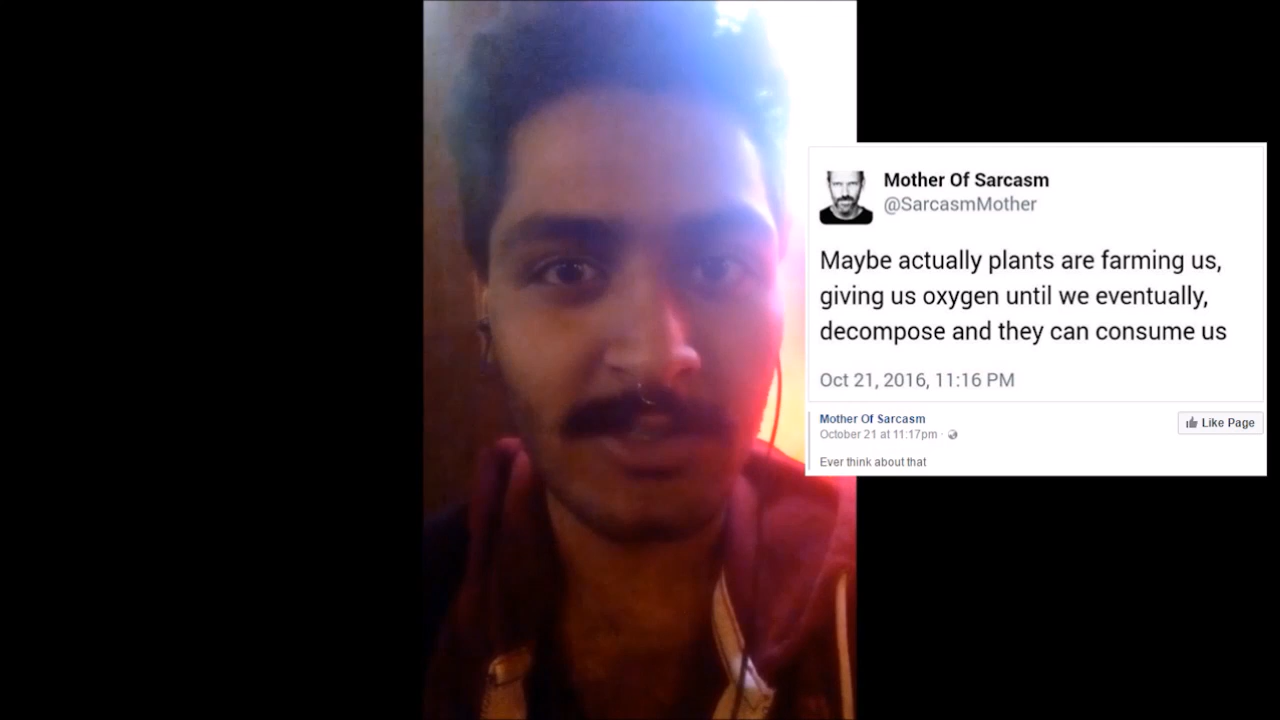 Mother Of Sarcasm
@SarcasmMother
Maybe actually plants are farming us,
giving us oxygen until we eventually,
decompose and they can consume us
Oct 21, 2016, 11:16 PM
Mother Of Sarcasm
Like Page
October 21 at 11:17pm ·
Ever think about that